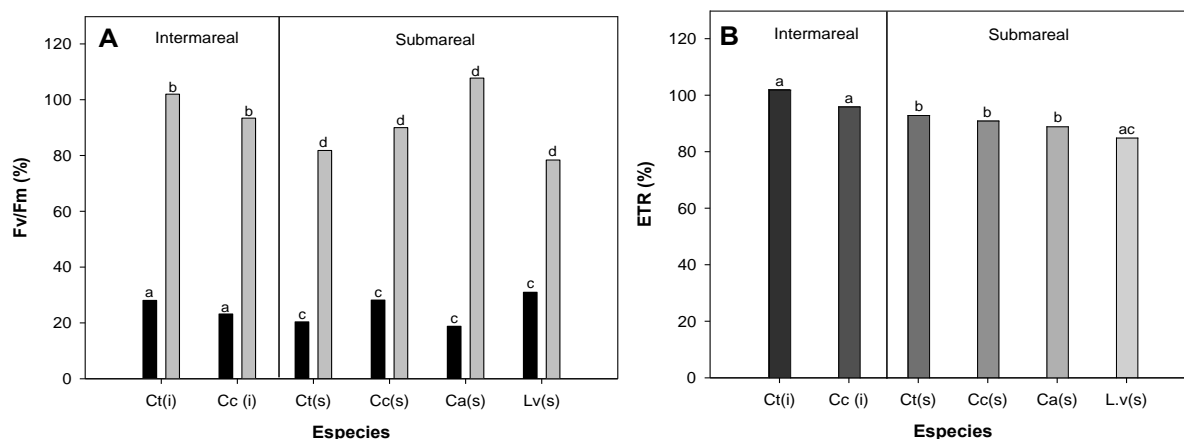 A
Intermareal
Submareal
Fv/Fm (%)
120
100
80
60
40
20
0
b
b
d
d
d
d
a
a
c
c
c
c
Ct(i)
Cc (i)
Ct(s)
Cc(s)
Ca(s)
Lv(s)
Especies
B
Intermareal
Submareal
ETR (%)
120
100
80
60
40
20
0
a
a
b
b
b
ac
Ct(i)
Cc (i)
Ct(s)
Cc(s)
Ca(s)
L.v(s)
Especies